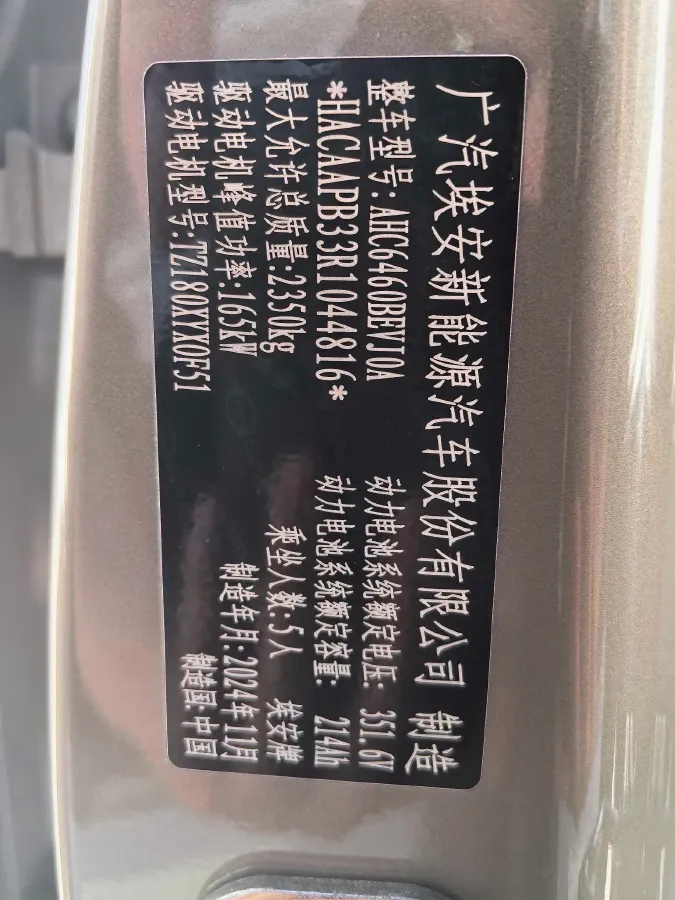 广汽埃安新能源汽车股份有限公司 制造
整车型号:AHC6460BEVJ0A 动力电池系统额定电压: 351.6V
*HACAAPB33R1044816* 动力电池系统额定容量: 214Ah
最大允许总质量:2350kg 乘坐人数:5人 埃安牌
驱动电机峰值功率:165kW 制造年月:2024年11月
驱动电机型号:TZ180XYX0F51 制造国:中国